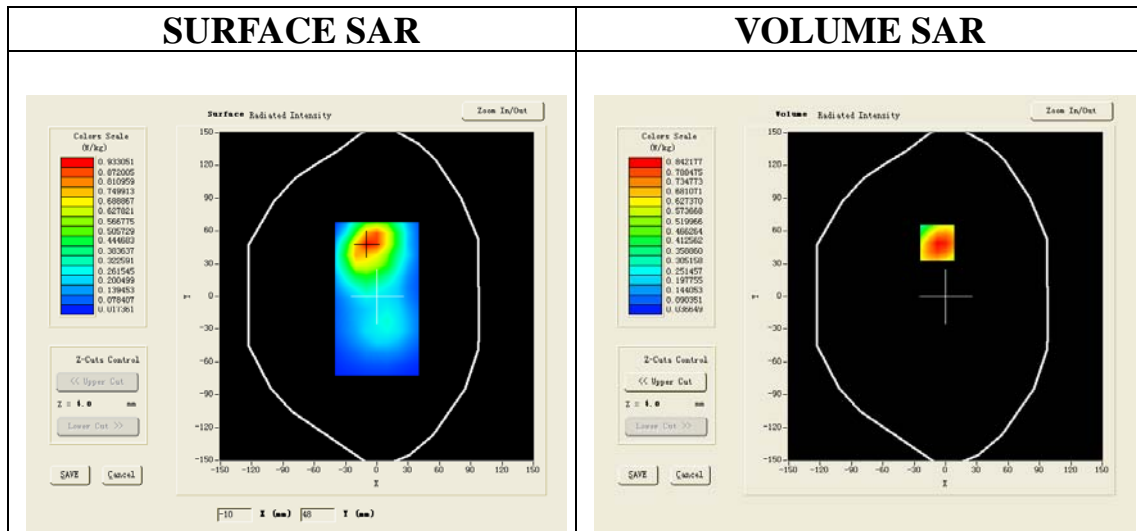 SURFACE SAR
VOLUME SAR
Surface Radiated Intensity
Zoom In/Out
Colors Scale
(W/kg)
0.933051
0.872005
0.810959
0.749913
0.688867
0.627821
0.566775
0.505729
0.444683
0.383637
0.322591
0.261545
0.200499
0.139453
0.078407
0.017361
150
120
90
60
30
0
-30
-60
-90
-120
-150
Y
-150 -120 -90 -60 -30 0 30 60 90 120 150
X
Z-Cuts Control
<< Upper Cut
Z = 4.0 mm
Lower Cut >>
SAVE Cancel
-10 X (mm) 48 Y (mm)
Volume Radiated Intensity
Zoom In/Out
Colors Scale
(W/kg)
0.842177
0.788475
0.734773
0.681071
0.627370
0.573668
0.519966
0.466264
0.412562
0.358860
0.305158
0.251457
0.197755
0.144053
0.090351
0.036649
150
120
90
60
30
0
-30
-60
-90
-120
-150
Y
-150 -120 -90 -60 -30 0 30 60 90 120 150
X
Z-Cuts Control
<< Upper Cut
Z = 4.0 mm
Lower Cut >>
SAVE Cancel